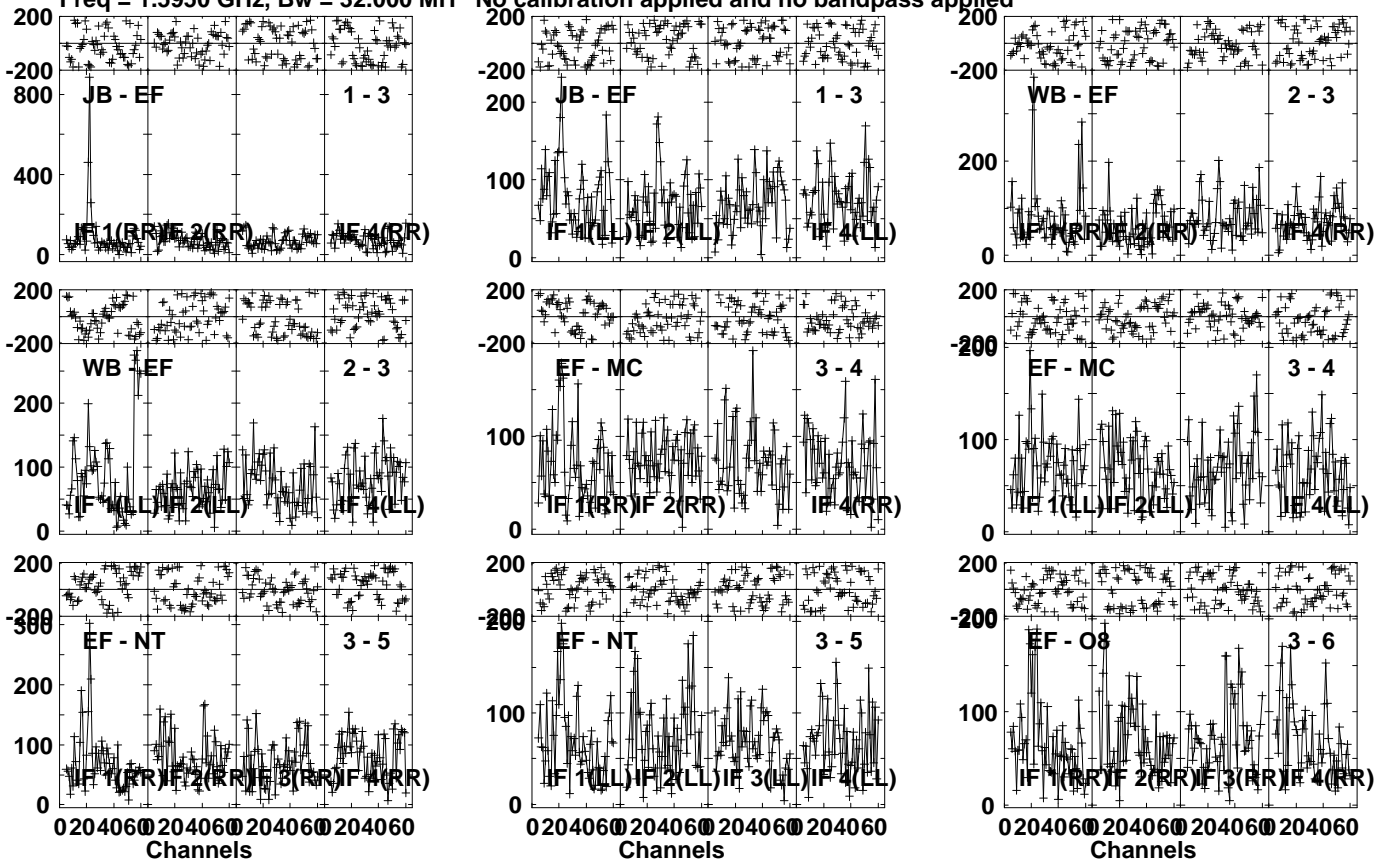 Freq = 1.5950 GHz, Bw = 32.000 MH No calibration applied and no bandpass applied
200 200 200
-200 -200 -200
JB - EF 1 - 3 JB - EF 1 - 3 WB - EF 2 - 3
800 200
400 100 200
200
IF 1(RR) IF 2(RR) IF 4(RR) IF 1(LL) IF 2(LL) IF 4(LL) IF 1(RR) IF 2(RR) IF 4(RR)
0 0 0
200 200 200
-200 -200 -200
200
WB - EF 2 - 3 EF - MC 3 - 4 EF - MC 3 - 4
200
100 100 100
IF 1(LL) IF 2(LL) IF 4(LL) IF 1(RR) IF 2(RR) IF 4(RR) IF 1(LL) IF 2(LL) IF 4(LL)
0 0 0
200 200 200
-200 -200 -200
300 200 200
EF - NT 3 - 5 EF - NT 3 - 5 EF - O8 3 - 6
200
100 100 100
IF 1(RR) IF 2(RR) IF 3(RR) IF 4(RR) IF 1(LL) IF 2(LL) IF 3(LL) IF 4(LL) IF 1(RR) IF 2(RR) IF 3(RR) IF 4(RR)
0 0 0
0 20 40 60 0 20 40 60 0 20 40 60 0 20 40 60 0 20 40 60 0 20 40 60 0 20 40 60 0 20 40 60 0 20 40 60 0 20 40 60 0 20 40 60 0 20 40 60
Channels Channels Channels